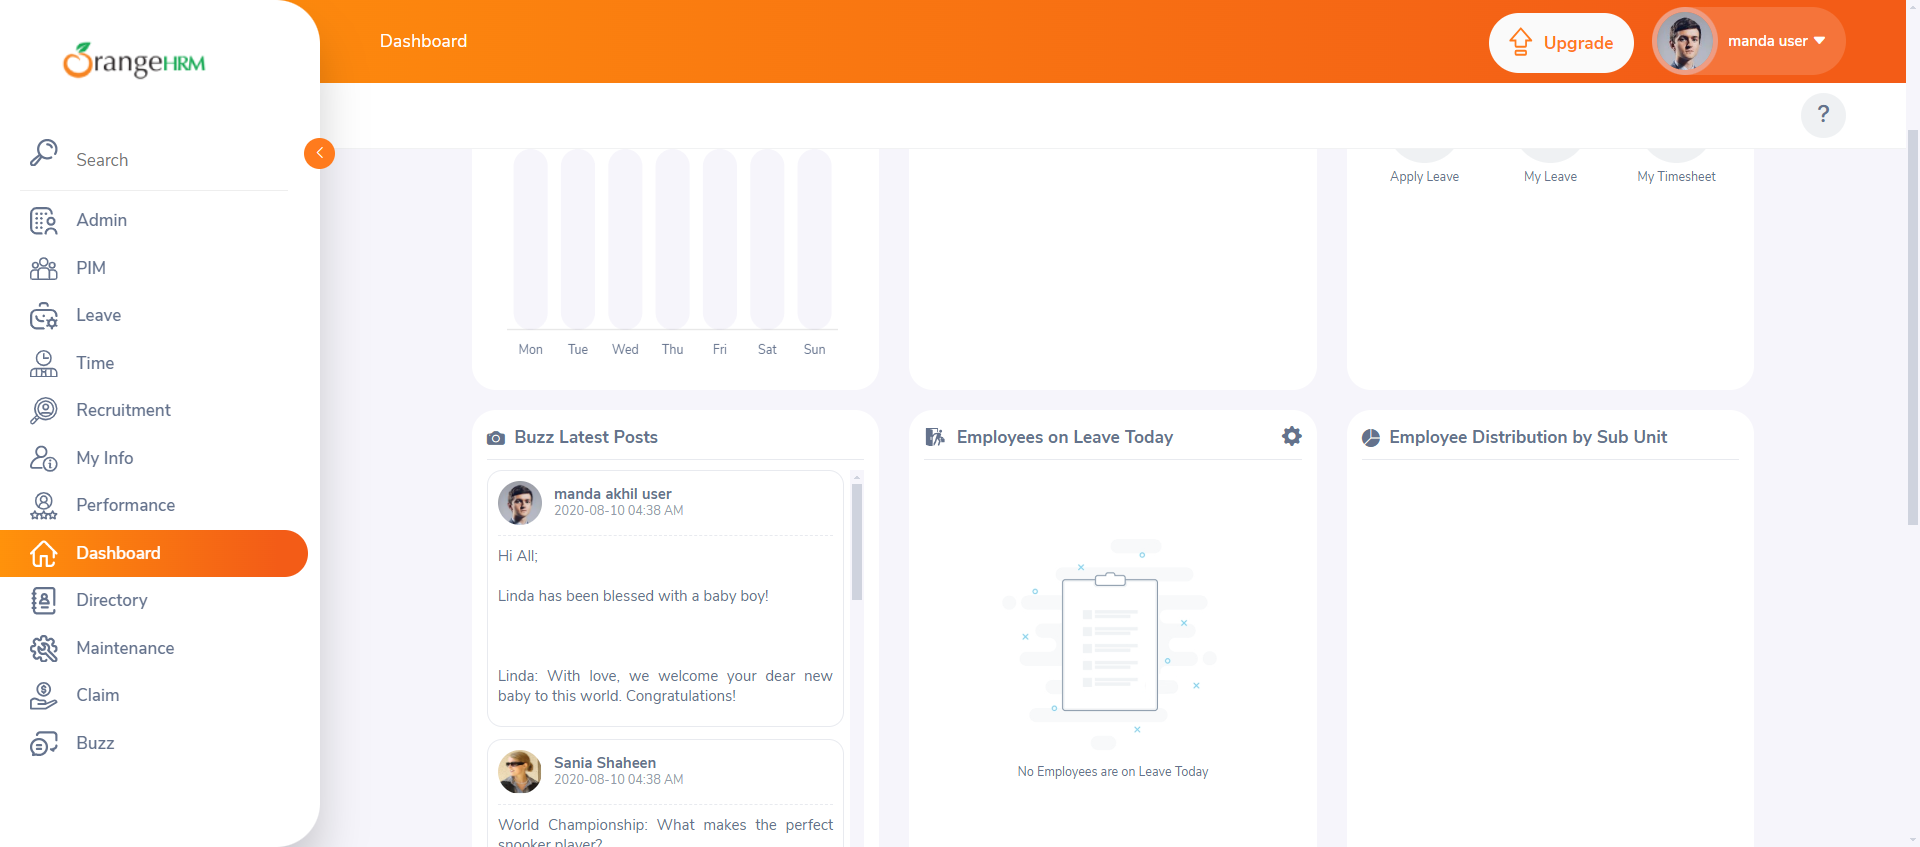 OrangeHRM
Dashboard
Upgrade
manda user
?
Search
Admin
PIM
Leave
Time
Recruitment
My Info
Performance
Dashboard
Directory
Maintenance
Claim
Buzz
Mon Tue Wed Thu Fri Sat Sun
Apply Leave
My Leave
My Timesheet
Buzz Latest Posts
manda akhil user
2020-08-10 04:38 AM
Hi All;
Linda has been blessed with a baby boy!
Linda: With love, we welcome your dear new
baby to this world. Congratulations!
Sania Shaheen
2020-08-10 04:38 AM
World Championship: What makes the perfect
snooker player?
Employees on Leave Today
No Employees are on Leave Today
Employee Distribution by Sub Unit